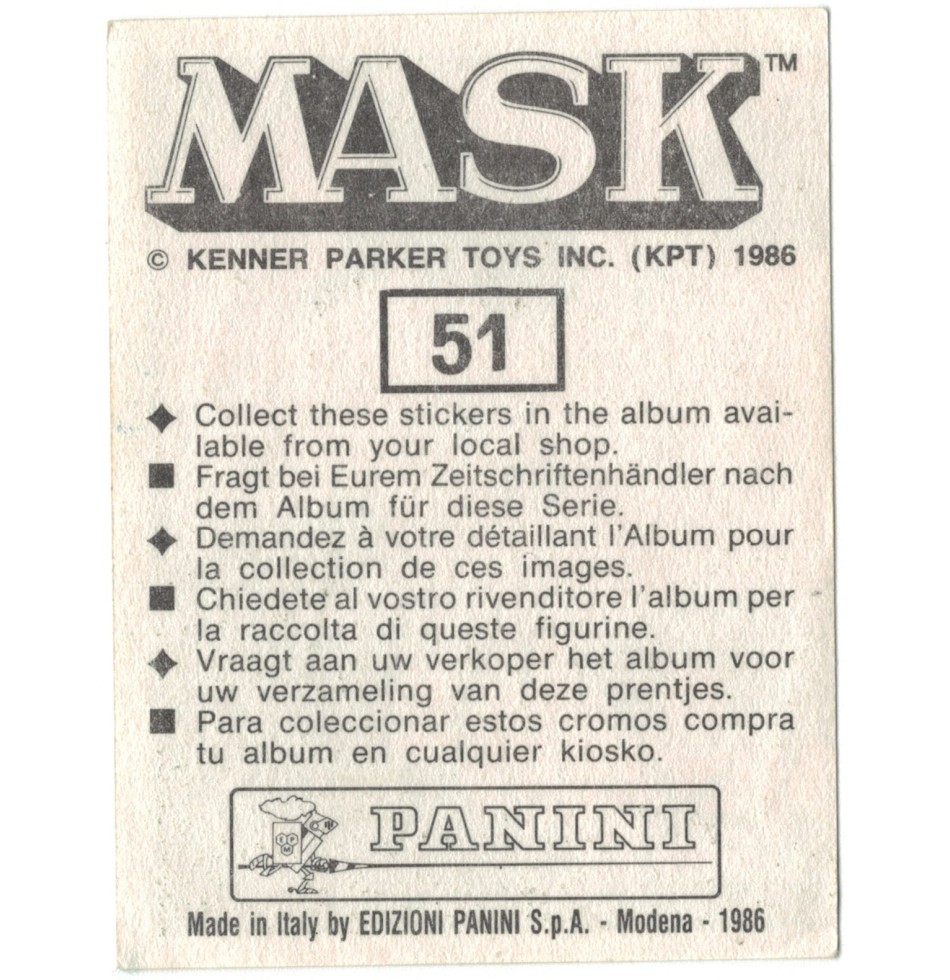 MASK™
© KENNER PARKER TOYS INC. (KPT) 1986
51
Collect these stickers in the album avai-
lable from your local shop.
Fragt bei Eurem Zeitschriftenhändler nach
dem Album für diese Serie.
Demandez à votre détaillant l'Album pour
la collection de ces images.
Chiedete al vostro rivenditore l'album per
la raccolta di queste figurine.
Vraagt aan uw verkoper het album voor
uw verzameling van deze prentjes.
Para coleccionar estos cromos compra
tu album en cualquier kiosko.
PANINI
Made in Italy by EDIZIONI PANINI S.p.A. - Modena - 1986